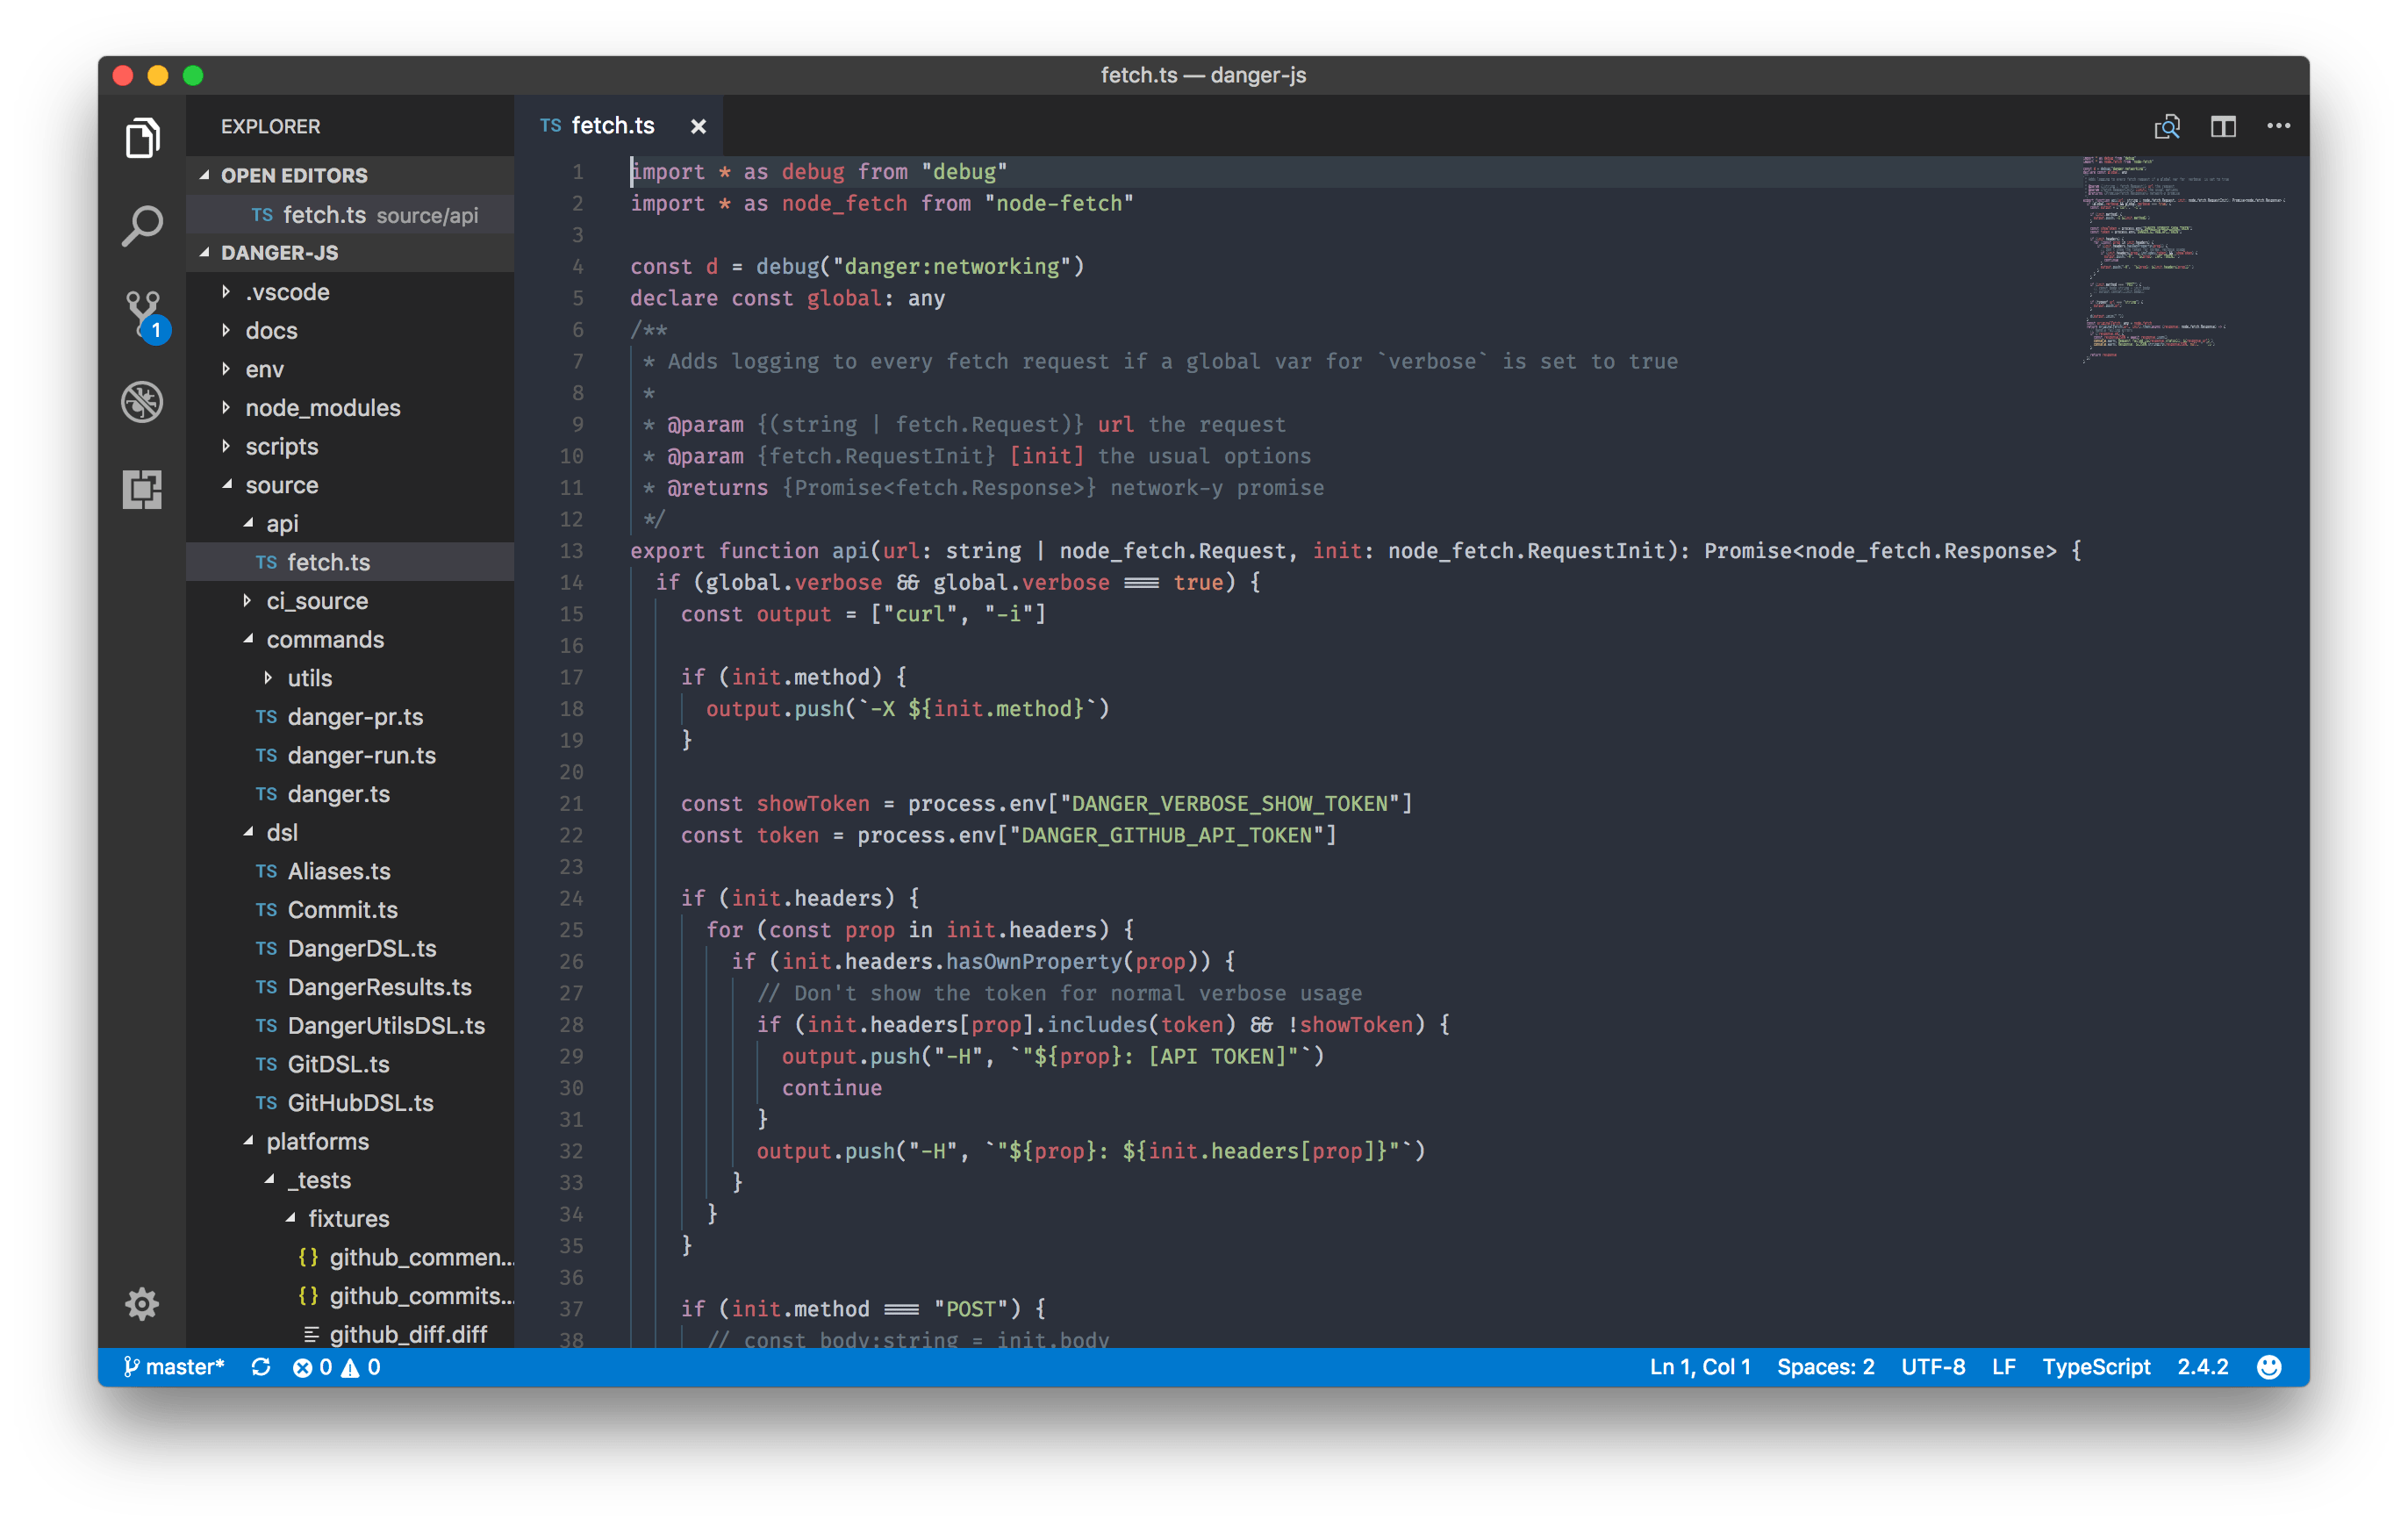 fetch.ts — danger-js
EXPLORER
OPEN EDITORS
TS fetch.ts source/api
DANGER-JS
.vscode
docs
env
node_modules
scripts
source
api
TS fetch.ts
ci_source
commands
utils
TS danger-pr.ts
TS danger-run.ts
TS danger.ts
dsl
TS Aliases.ts
TS Commit.ts
TS DangerDSL.ts
TS DangerResults.ts
TS DangerUtilsDSL.ts
TS GitDSL.ts
TS GitHubDSL.ts
platforms
_tests
fixtures
{} github_commen...
{} github_commits...
github_diff.diff
1
TS fetch.ts ×
1 import * as debug from "debug"
2 import * as node_fetch from "node-fetch"
3
4 const d = debug("danger:networking")
5 declare const global: any
6 /**
7 * Adds logging to every fetch request if a global var for `verbose` is set to true
8 *
9 * @param {(string | fetch.Request)} url the request
10 * @param {fetch.RequestInit} [init] the usual options
11 * @returns {Promise<fetch.Response>} network-y promise
12 */
13 export function api(url: string | node_fetch.Request, init: node_fetch.RequestInit): Promise<node_fetch.Response> {
14 if (global.verbose && global.verbose === true) {
15 const output = ["curl", "-i"]
16
17 if (init.method) {
18 output.push(`-X ${init.method}`)
19 }
20
21 const showToken = process.env["DANGER_VERBOSE_SHOW_TOKEN"]
22 const token = process.env["DANGER_GITHUB_API_TOKEN"]
23
24 if (init.headers) {
25 for (const prop in init.headers) {
26 if (init.headers.hasOwnProperty(prop)) {
27 // Don't show the token for normal verbose usage
28 if (init.headers[prop].includes(token) && !showToken) {
29 output.push("-H", `"${prop}: [API TOKEN]"`)
30 continue
31 }
32 output.push("-H", `"${prop}: ${init.headers[prop]}"`)
33 }
34 }
35 }
36
37 if (init.method === "POST") {
38 // const body:string = init.body
master* 0 0 Ln 1, Col 1 Spaces: 2 UTF-8 LF TypeScript 2.4.2